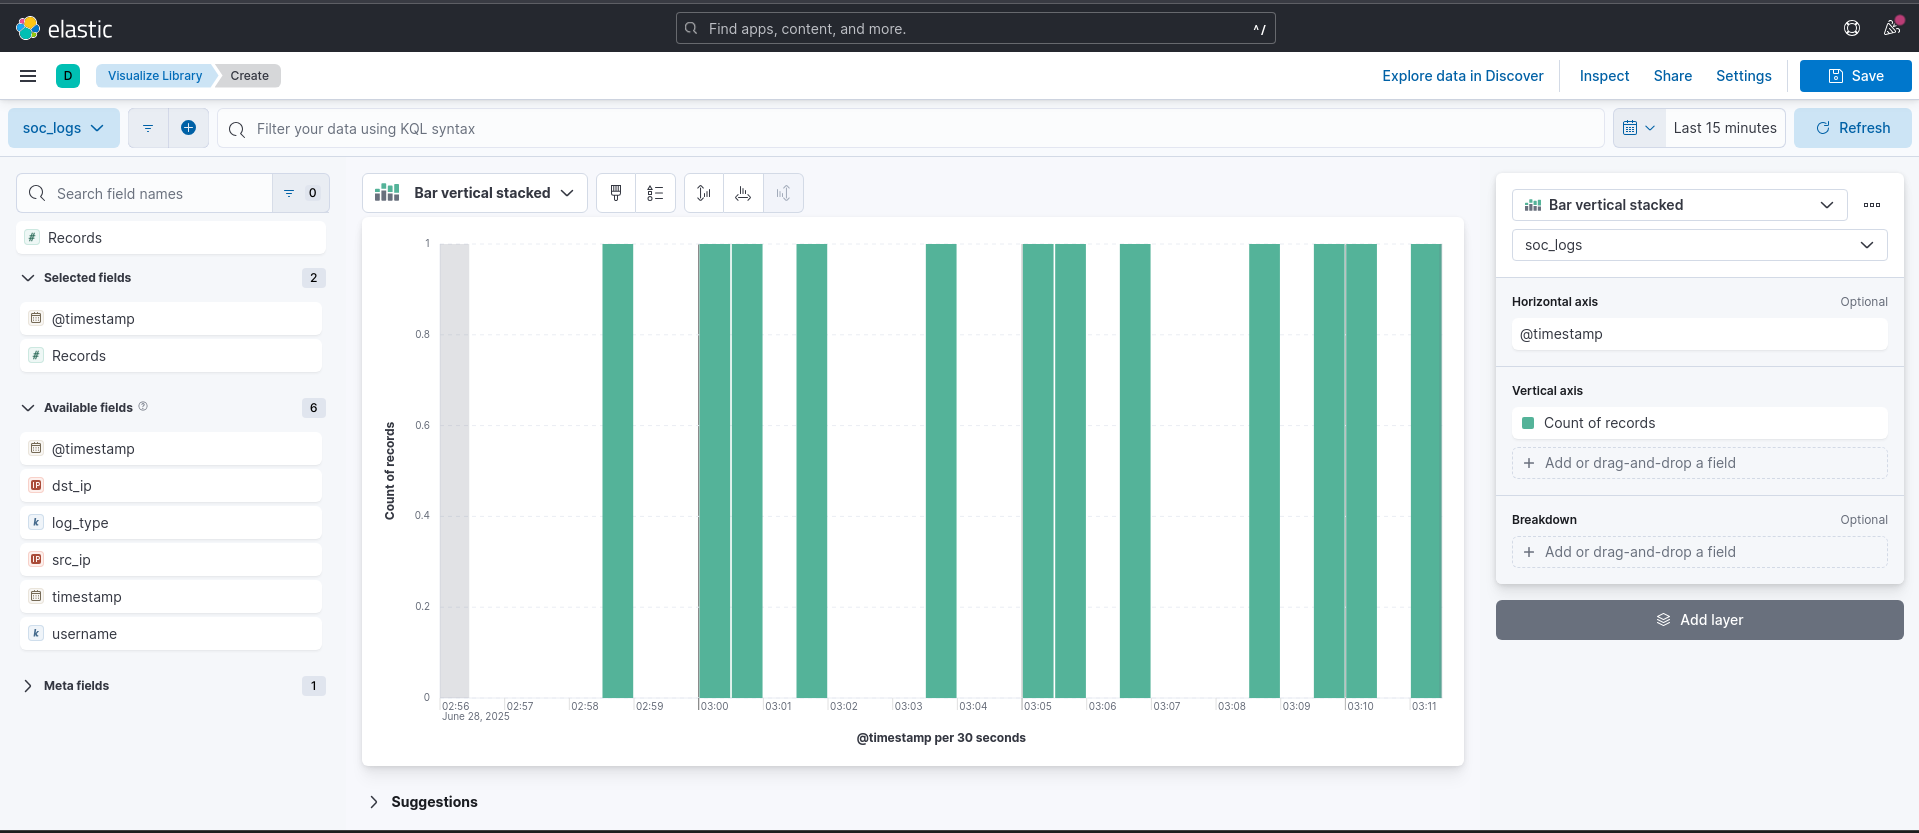 elastic
Find apps, content, and more.
^/
D
Visualize Library
Create
Explore data in Discover
Inspect
Share
Settings
Save
soc_logs
Filter your data using KQL syntax
Last 15 minutes
Refresh
Search field names
0
# Records
Selected fields
2
@timestamp
# Records
Available fields
6
@timestamp
IP dst_ip
k log_type
IP src_ip
timestamp
k username
Meta fields
1
Bar vertical stacked
Count of records
1
0.8
0.6
0.4
0.2
0
02:56 02:57 02:58 02:59 03:00 03:01 03:02 03:03 03:04 03:05 03:06 03:07 03:08 03:09 03:10 03:11
June 28, 2025
@timestamp per 30 seconds
Suggestions
Bar vertical stacked
soc_logs
Horizontal axis
Optional
@timestamp
Vertical axis
Count of records
+ Add or drag-and-drop a field
Breakdown
Optional
+ Add or drag-and-drop a field
Add layer